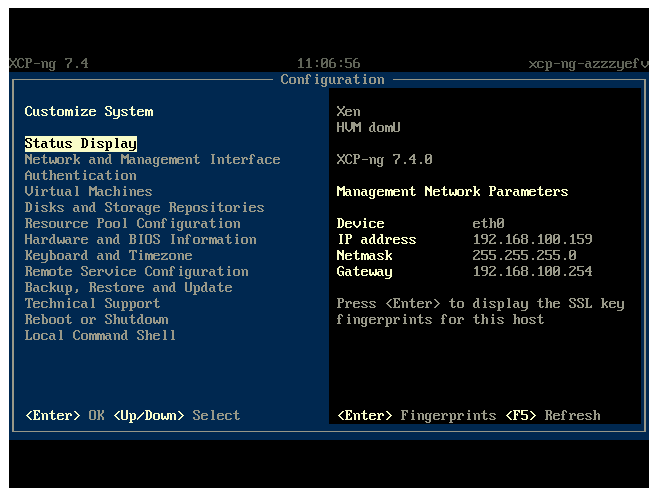 XCP-ng 7.4 11:06:56 xcp-ng-azzzyefv
Configuration
Customize System
Status Display
Network and Management Interface
Authentication
Virtual Machines
Disks and Storage Repositories
Resource Pool Configuration
Hardware and BIOS Information
Keyboard and Timezone
Remote Service Configuration
Backup, Restore and Update
Technical Support
Reboot or Shutdown
Local Command Shell
<Enter> OK <Up/Down> Select
Xen
HVM domU
XCP-ng 7.4.0
Management Network Parameters
Device eth0
IP address 192.168.100.159
Netmask 255.255.255.0
Gateway 192.168.100.254
Press <Enter> to display the SSL key
fingerprints for this host
<Enter> Fingerprints <F5> Refresh